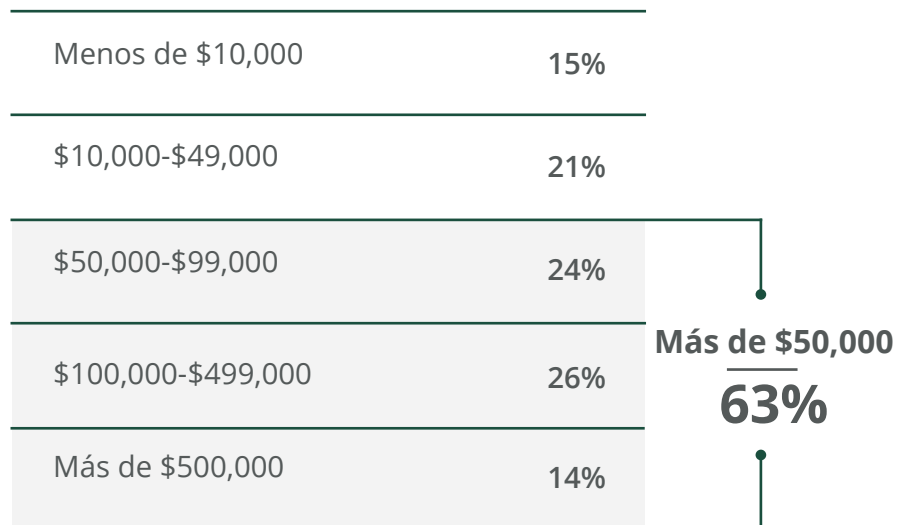 Menos de $10,000 15%
$10,000-$49,000 21%
$50,000-$99,000 24%
$100,000-$499,000 26%
Más de $500,000 14%
Más de $50,000
63%